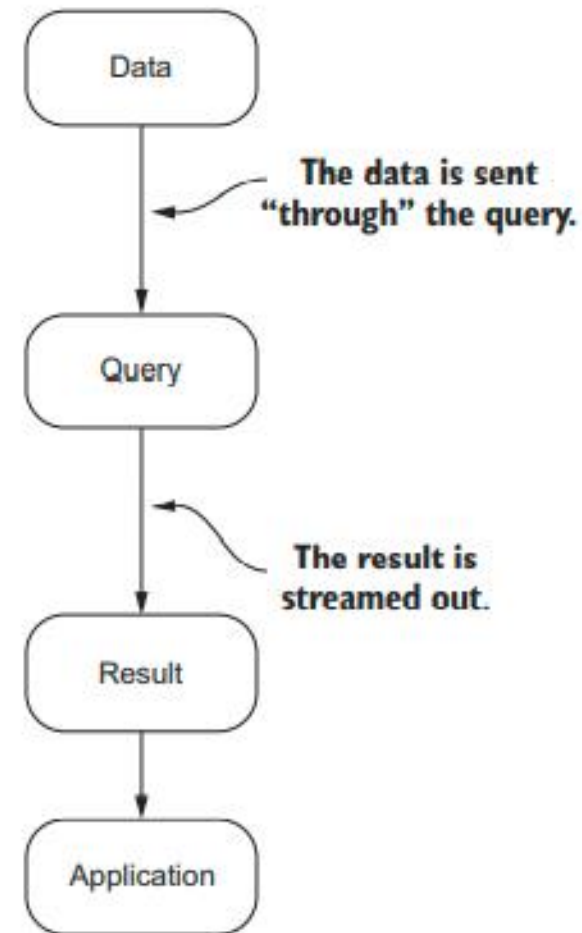 Data
The data is sent
“through” the query.
Query
The result is
streamed out.
Result
Application